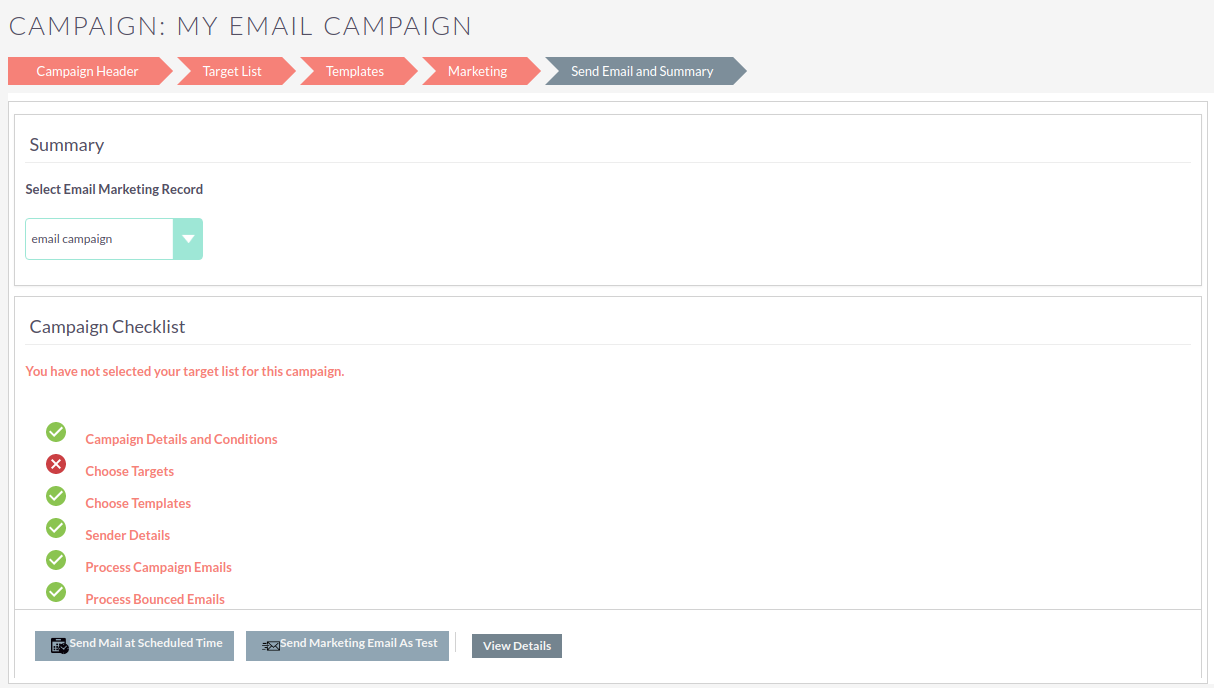 CAMPAIGN: MY EMAIL CAMPAIGN
Campaign Header Target List Templates Marketing Send Email and Summary
Summary
Select Email Marketing Record
email campaign
Campaign Checklist
You have not selected your target list for this campaign.
Campaign Details and Conditions
Choose Targets
Choose Templates
Sender Details
Process Campaign Emails
Process Bounced Emails
Send Mail at Scheduled Time Send Marketing Email As Test View Details